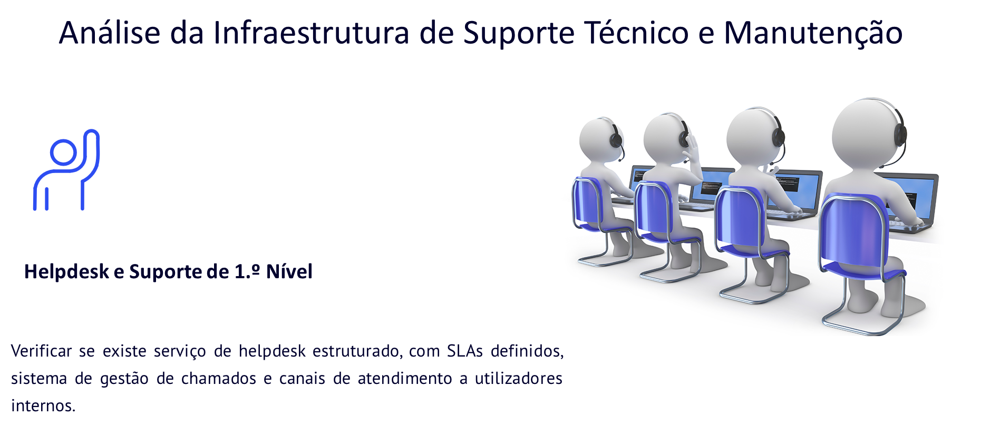 Análise da Infraestrutura de Suporte Técnico e Manutenção
Helpdesk e Suporte de 1.º Nível
Verificar se existe serviço de helpdesk estruturado, com SLAs definidos,
sistema de gestão de chamados e canais de atendimento a utilizadores
internos.